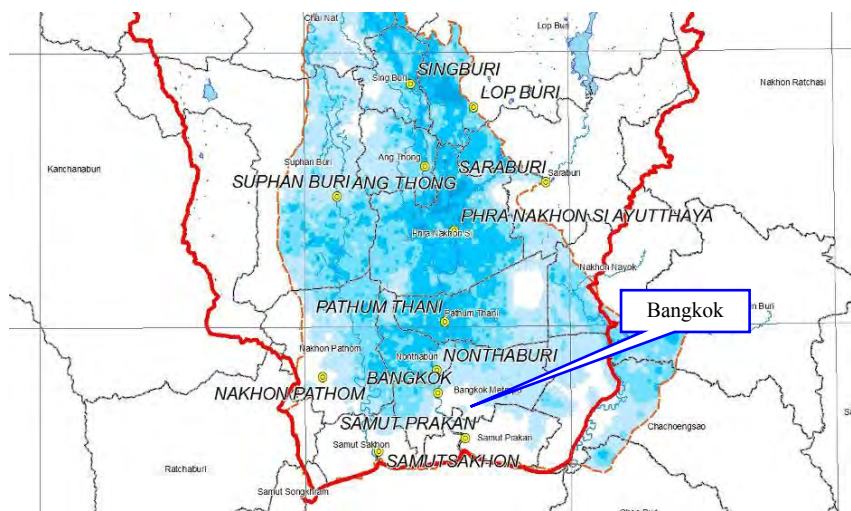 Chai Nat
Lop Buri
Sing Buri
SINGBURI
LOP BURI
Nakhon Ratchasi
Kanchanaburi
Suphan Buri
Ang Thong
SARABURI
Saraburi
SUPHAN BURI
ANG THONG
PHRA NAKHON SI AYUTTHAYA
Phra Nakhon Si
Nakhon Nayok
Bangkok
Buri
PATHUM THANI
Pathum Thani
Nakhon Pathom
Nonthaburi
NONTHABURI
BANGKOK
Bangkok
NAKHON PATHOM
SAMUT PRAKAN
Samut Prakan
Chachoengsao
Samut Sakhon
SAMUTSAKHON
Ratchaburi
Samut Songkhram